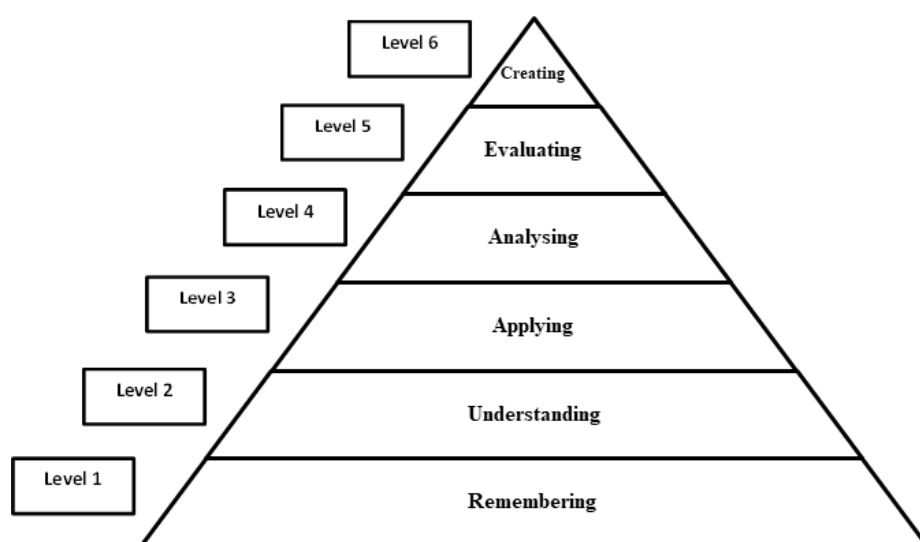 Level 6
Creating
Level 5
Evaluating
Level 4
Analysing
Level 3
Applying
Level 2
Understanding
Level 1
Remembering